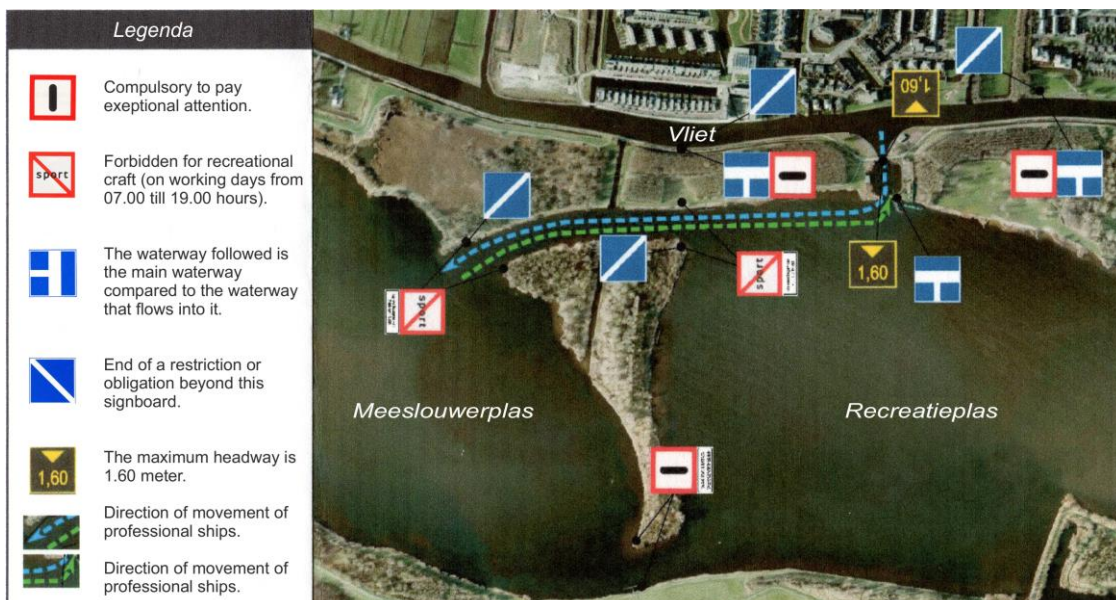 Legenda
Compulsory to pay
exeptional attention.
sport
Forbidden for recreational
craft (on working days from
07.00 till 19.00 hours).
The waterway followed is
the main waterway
compared to the waterway
that flows into it.
End of a restriction or
obligation beyond this
signboard.
1,60
The maximum headway is
1.60 meter.
Direction of movement of
professional ships.
Direction of movement of
professional ships.
1,60
Vliet
1,60
sport
sport
Meeslouwerplas
Recreatieplas